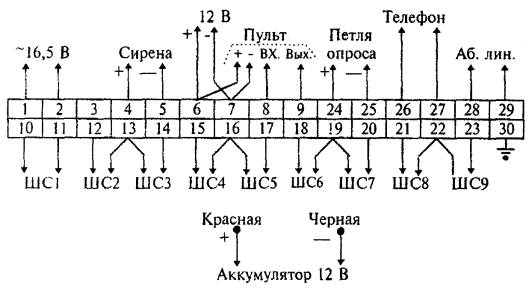 12 В
Телефон
~16,5 В
Сирена
+ -
Пульт
Петля опроса
Аб. лин.
+ —
+ - ВХ. Вых.
+ —
1 2 3 4 5 6 7 8 9 24 25 26 27 28 29
10 11 12 13 14 15 16 17 18 19 20 21 22 23 30
ШС1 ШС2 ШС3 ШС4 ШС5 ШС6 ШС7 ШС8 ШС9
Красная Черная
+ —
Аккумулятор 12 В